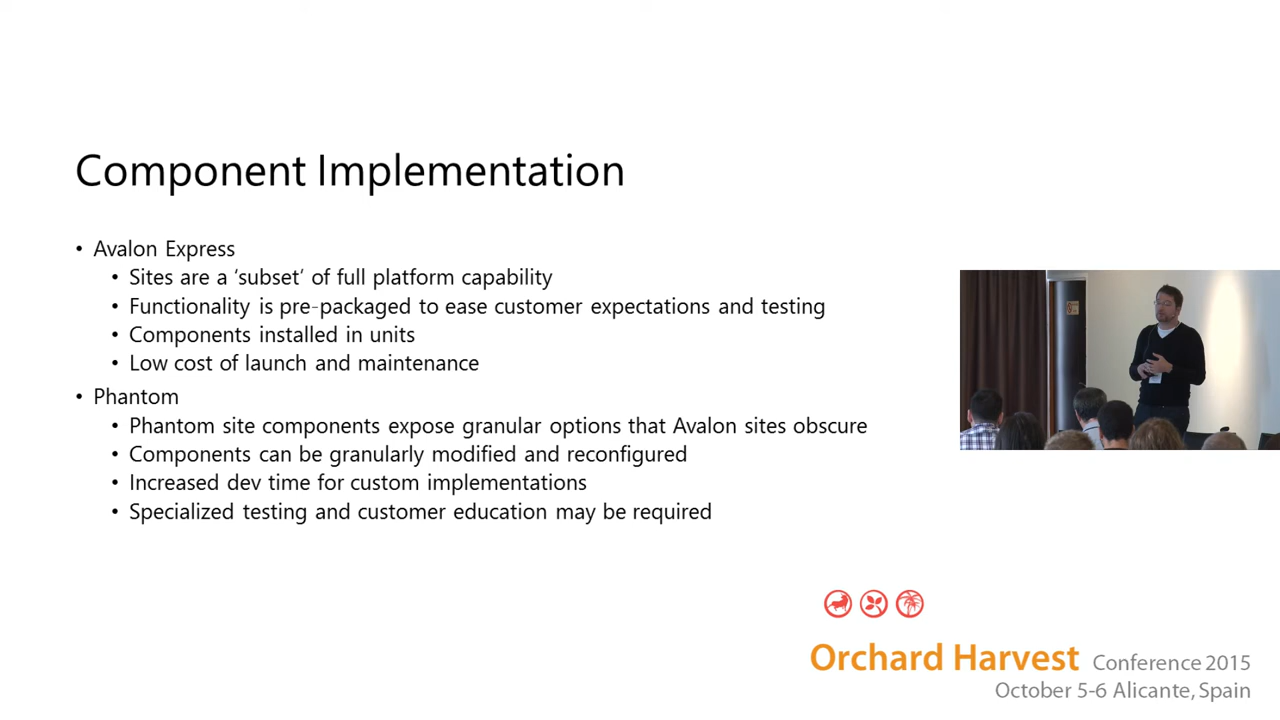 Component Implementation
• Avalon Express
• Sites are a ‘subset’ of full platform capability
• Functionality is pre-packaged to ease customer expectations and testing
• Components installed in units
• Low cost of launch and maintenance
• Phantom
• Phantom site components expose granular options that Avalon sites obscure
• Components can be granularly modified and reconfigured
• Increased dev time for custom implementations
• Specialized testing and customer education may be required
Orchard Harvest Conference 2015
October 5-6 Alicante, Spain